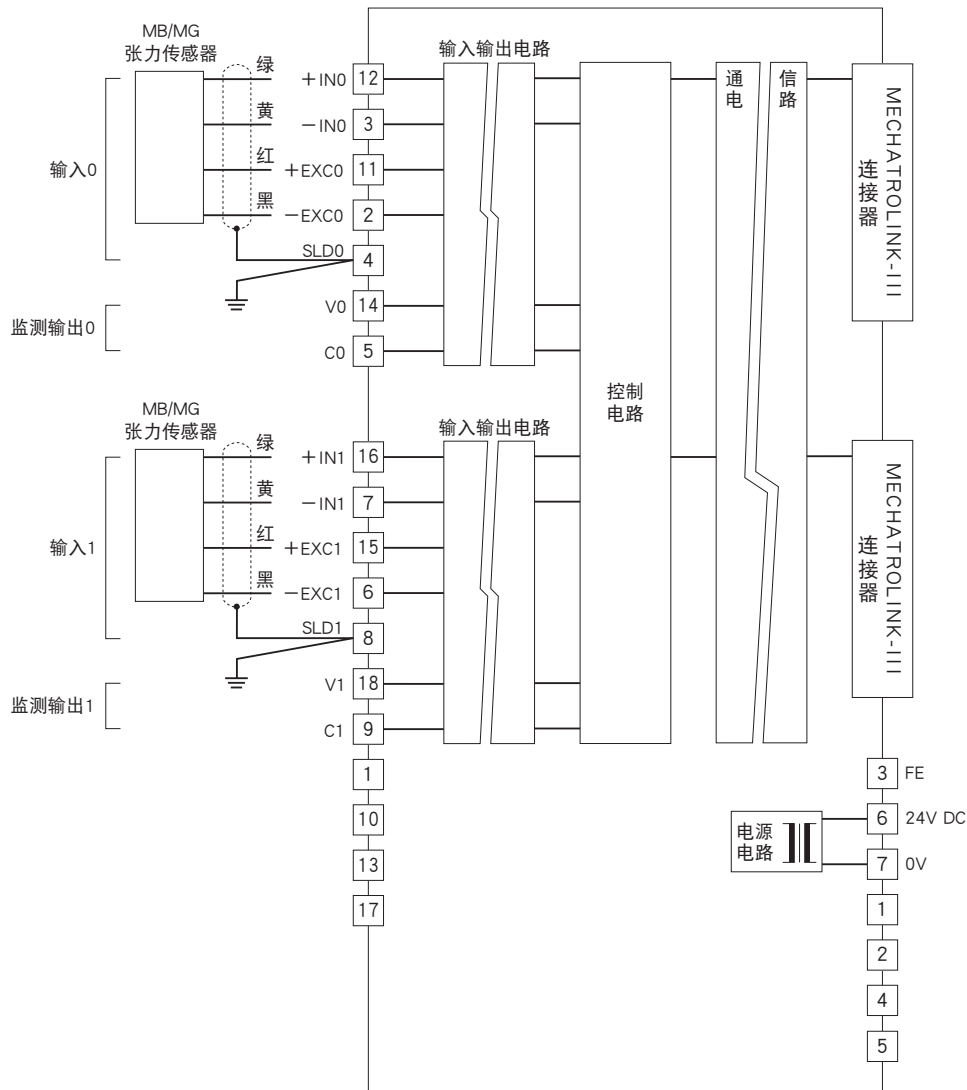 MB/MG
张力传感器
输入输出电路
绿
+IN0
12
黄
-IN0
3
输入0
红
+EXC0
11
黑
-EXC0
2
SLD0
4
监测输出0
V0
14
C0
5
控制
电路
通 信
电 路
MECHATROLINK-III
连接器
MB/MG
张力传感器
输入输出电路
绿
+IN1
16
黄
-IN1
7
输入1
红
+EXC1
15
黑
-EXC1
6
SLD1
8
监测输出1
V1
18
C1
9
MECHATROLINK-III
连接器
1
10
13
17
3 FE
电源
电路
6 24V DC
7 0V
1
2
4
5